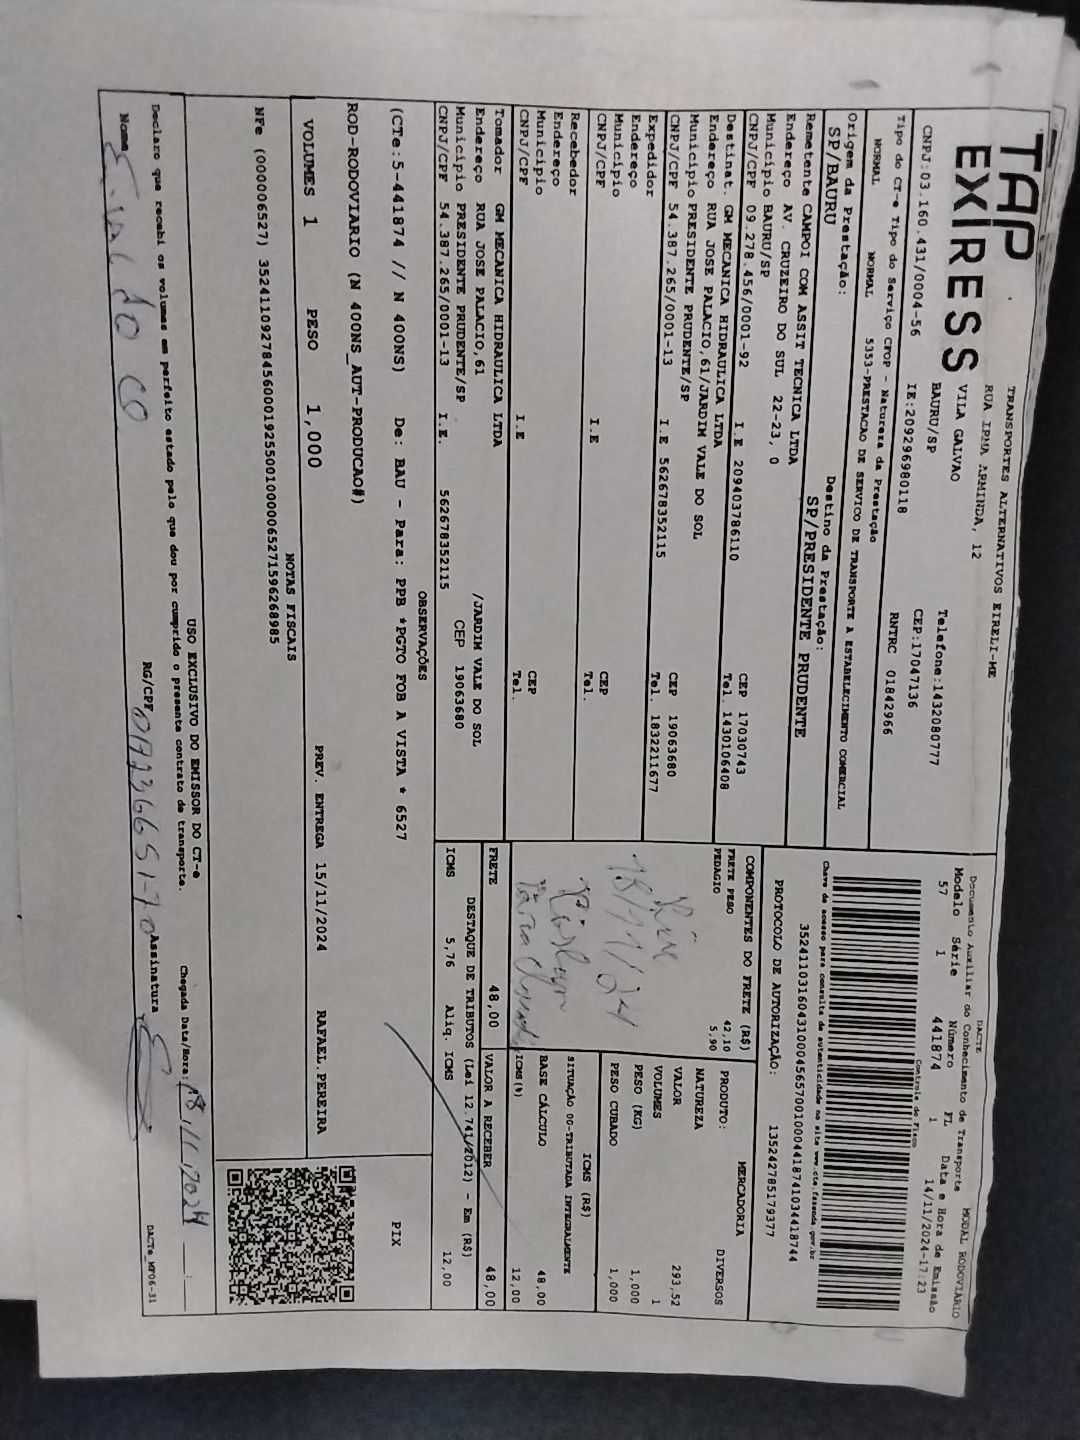 TAP
EXPRESS
TRANSPORTES ALTERNATIVOS EIRELI-ME
RUA IRMA ARMINDA, 12
VILA GALVAO
BAURU/SP
Telefone:1432080777
CEP:17047136
CNPJ:03.160.431/0004-56 IE:209296980118 RNTRC 01842966
Tipo do CT-e Tipo do Serviço CFOP - Natureza da Prestação
NORMAL NORMAL 5353-PRESTACAO DE SERVICO DE TRANSPORTE A ESTABELECIMENTO COMERCIAL
Origem da Prestação: Destino da Prestação:
SP/BAURU SP/PRESIDENTE PRUDENTE
Remetente CAMPOI COM ASSIT TECNICA LTDA
Endereço AV. CRUZEIRO DO SUL 22-23, 0
Município BAURU/SP CEP 17030743
CNPJ/CPF 09.278.456/0001-92 I.E 209403786110 Tel. 1430106408
Destinat. GM MECANICA HIDRAULICA LTDA
Endereço RUA JOSE PALACIO,61/JARDIM VALE DO SOL
Município PRESIDENTE PRUDENTE/SP CEP 19063680
CNPJ/CPF 54.387.265/0001-13 I.E 562678352115 Tel. 1832211677
Expedidor
Endereço
Município CEP
CNPJ/CPF I.E Tel.
Recebedor
Endereço
Município CEP
CNPJ/CPF I.E Tel.
Tomador GM MECANICA HIDRAULICA LTDA
Endereço RUA JOSE PALACIO,61 /JARDIM VALE DO SOL
Município PRESIDENTE PRUDENTE/SP CEP 19063680
CNPJ/CPF 54.387.265/0001-13 I.E. 562678352115
DACTE
Documento Auxiliar do Conhecimento de Transporte MODAL RODOVIÁRIO
Modelo Série Número FL Data e Hora de Emissão
57 1 441874 1 14/11/2024-17:23
Controle do Fisco
Chave de acesso para consulta de autenticidade no site www.cte.fazenda.gov.br
35241103160431000456570010004418741034418744
PROTOCOLO DE AUTORIZAÇÃO: 135242785179377
COMPONENTES DO FRETE (R$)
FRETE PESO 42,10
PEDAGIO 5,90
18/11/24
FRETE 48,00
MERCADORIA
PRODUTO: DIVERSOS
NATUREZA
VALOR 293,52
VOLUMES 1
PESO (KG) 1,000
PESO CUBADO 1,000
ICMS (R$)
SITUAÇÃO 00-TRIBUTADA INTEGRALMENTE
BASE CÁLCULO 48,00
ICMS(%) 12,00
VALOR A RECEBER 48,00
DESTAQUE DE TRIBUTOS (Lei 12.741/2012) - Em (R$)
ICMS 5,76 Aliq. ICMS 12,00
OBSERVAÇÕES
(CTe:5-441874 // N 400NS) De: BAU - Para: PPB *PGTO FOB A VISTA * 6527
ROD-RODOVIARIO (N 400NS_AUT-PRODUCAO#)
PIX
VOLUMES 1 PESO 1,000 PREV. ENTREGA 15/11/2024 RAFAEL.PEREIRA
NOTAS FISCAIS
NFe (000006527) 35241109278456000192550010000065271596268985
USO EXCLUSIVO DO EMISSOR DO CT-e
Declaro que recebi os volumes em perfeito estado pelo que dou por cumprido o presente contrato de transporte. Chegada Data/Hora: 18/11/2024
Nome RG/CPF Assinatura
DACTe_MP06-31